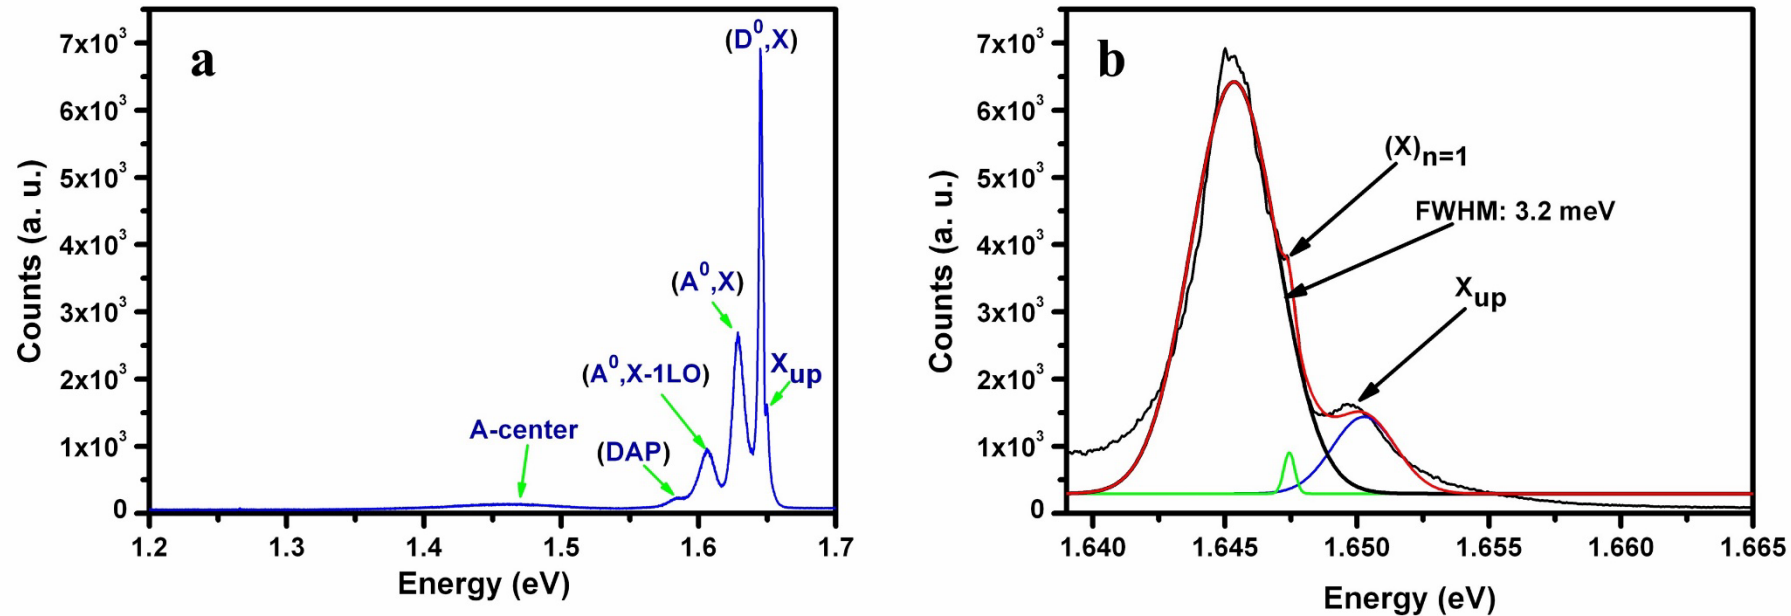 a
7x10³
6x10³
5x10³
4x10³
3x10³
2x10³
1x10³
0
Counts (a. u.)
(D⁰,X)
(A⁰,X)
(A⁰,X-1LO)
X_up
A-center
(DAP)
1.2 1.3 1.4 1.5 1.6 1.7
Energy (eV)
b
7x10³
6x10³
5x10³
4x10³
3x10³
2x10³
1x10³
0
Counts (a. u.)
(X)n=1
FWHM: 3.2 meV
X_up
1.640 1.645 1.650 1.655 1.660 1.665
Energy (eV)